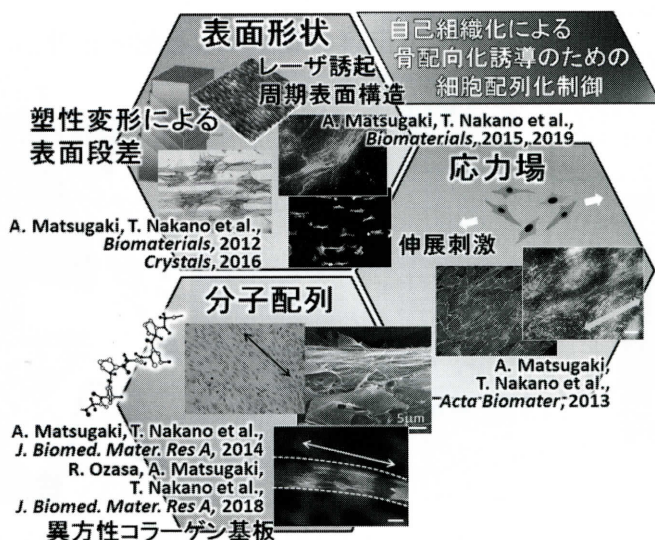 表面形状
レーザ誘起
周期表面構造
塑性変形による
表面段差
A. Matsugaki, T. Nakano et al.,
Biomaterials, 2012
Crystals, 2016
自己組織化による
骨配向化誘導のための
細胞配列化制御
A. Matsugaki, T. Nakano et al.,
Biomaterials, 2015, 2019
応力場
伸展刺激
A. Matsugaki,
T. Nakano et al.,
Acta Biomater, 2013
分子配列
5μm
A. Matsugaki, T. Nakano et al.,
J. Biomed. Mater. Res A, 2014
R. Ozasa, A. Matsugaki,
T. Nakano et al.,
J. Biomed. Mater. Res A, 2018
異方性コラーゲン基板